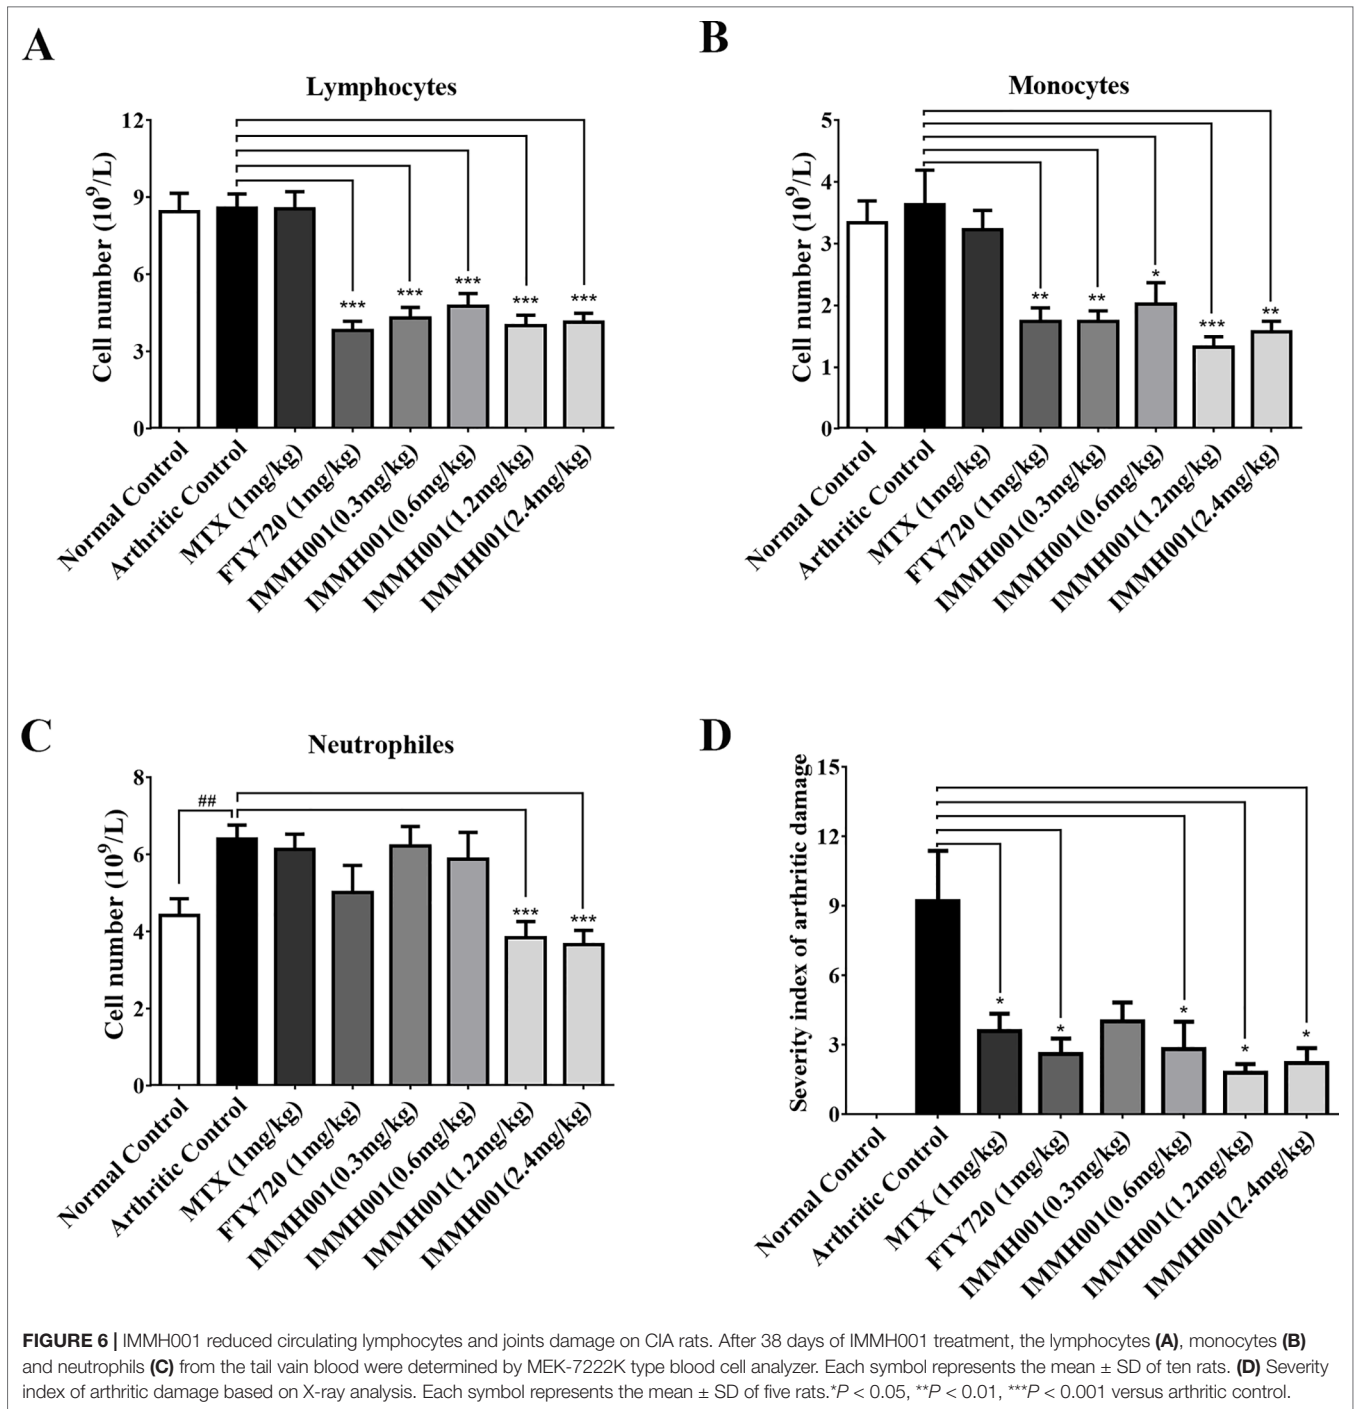 A
Lymphocytes
Cell number (10⁹/L)
12
9
6
3
0
***
***
***
***
***
Normal Control
Arthritic Control
MTX (1mg/kg)
FTY720 (1mg/kg)
IMMH001(0.3mg/kg)
IMMH001(0.6mg/kg)
IMMH001(1.2mg/kg)
IMMH001(2.4mg/kg)
B
Monocytes
Cell number (10⁹/L)
5
4
3
2
1
0
**
**
*
***
**
Normal Control
Arthritic Control
MTX (1mg/kg)
FTY720 (1mg/kg)
IMMH001(0.3mg/kg)
IMMH001(0.6mg/kg)
IMMH001(1.2mg/kg)
IMMH001(2.4mg/kg)
C
Neutrophiles
Cell number (10⁹/L)
8
6
4
2
0
##
***
***
Normal Control
Arthritic Control
MTX (1mg/kg)
FTY720 (1mg/kg)
IMMH001(0.3mg/kg)
IMMH001(0.6mg/kg)
IMMH001(1.2mg/kg)
IMMH001(2.4mg/kg)
D
Severity index of arthritic damage
15
12
9
6
3
0
*
*
*
*
*
Normal Control
Arthritic Control
MTX (1mg/kg)
FTY720 (1mg/kg)
IMMH001(0.3mg/kg)
IMMH001(0.6mg/kg)
IMMH001(1.2mg/kg)
IMMH001(2.4mg/kg)
FIGURE 6 | IMMH001 reduced circulating lymphocytes and joints damage on CIA rats. After 38 days of IMMH001 treatment, the lymphocytes (A), monocytes (B)
and neutrophils (C) from the tail vain blood were determined by MEK-7222K type blood cell analyzer. Each symbol represents the mean ± SD of ten rats. (D) Severity
index of arthritic damage based on X-ray analysis. Each symbol represents the mean ± SD of five rats.*P < 0.05, **P < 0.01, ***P < 0.001 versus arthritic control.